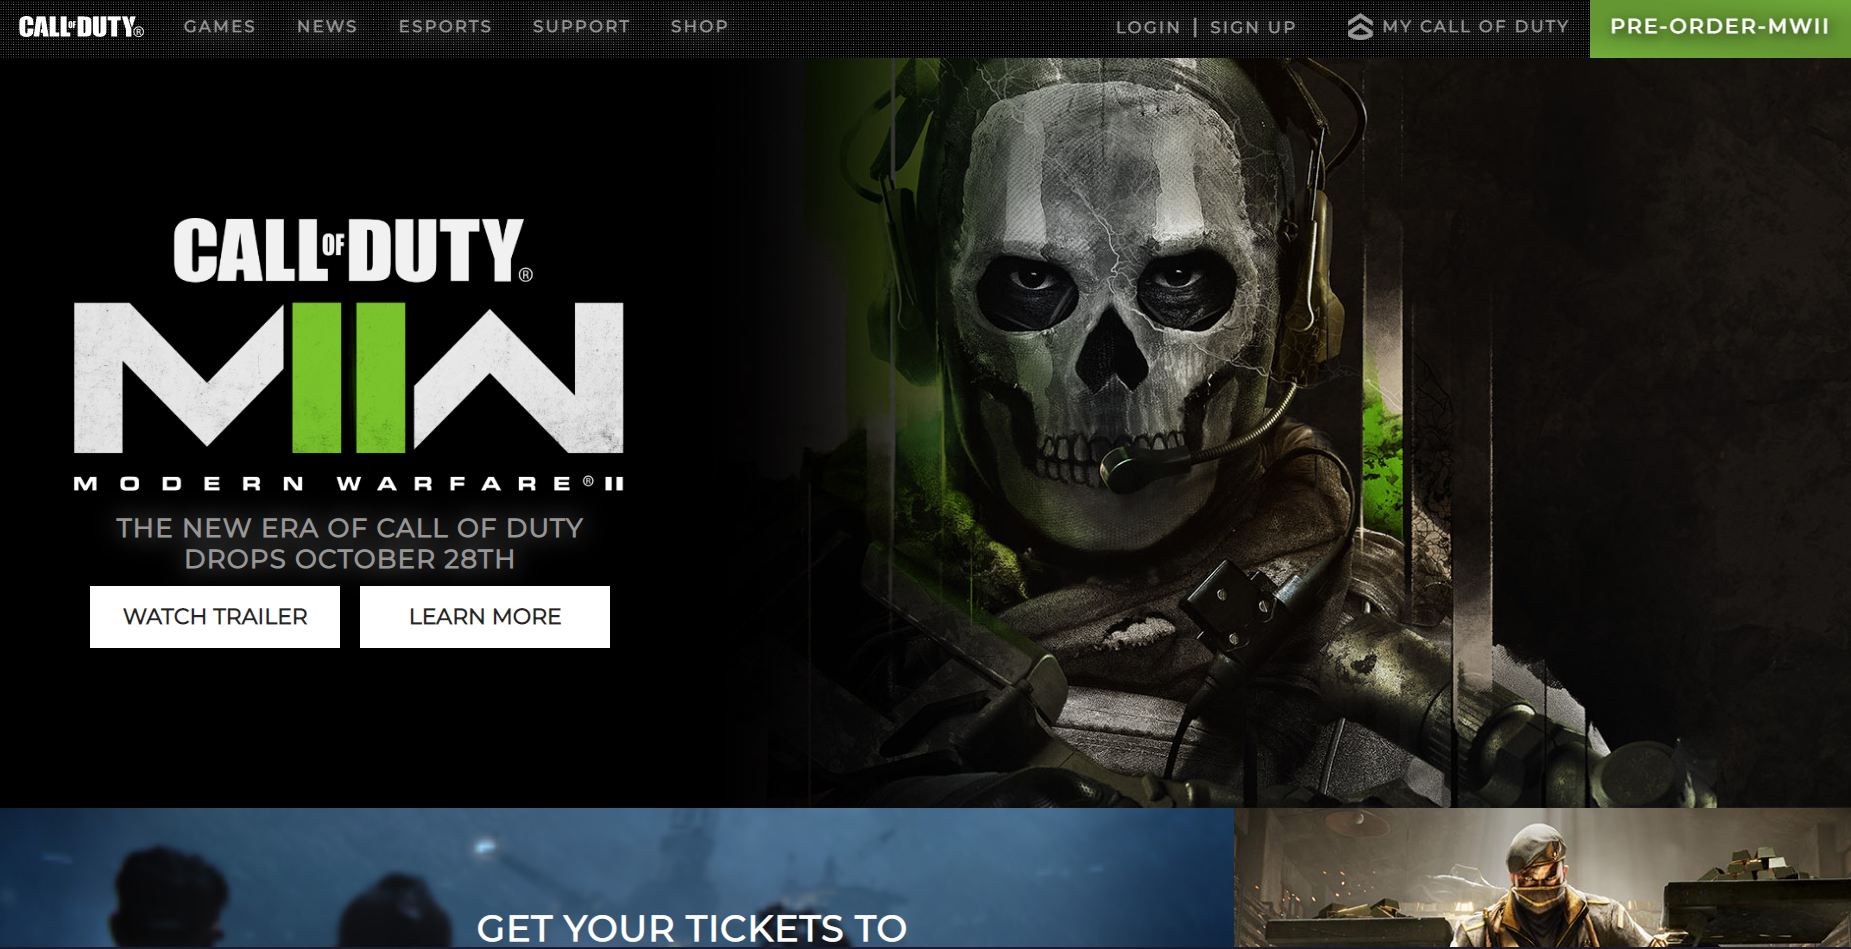 CALL OF DUTY®
GAMES
NEWS
ESPORTS
SUPPORT
SHOP
LOGIN | SIGN UP
MY CALL OF DUTY
PRE-ORDER-MWII
CALL OF DUTY®
MIIW
MODERN WARFARE® II
THE NEW ERA OF CALL OF DUTY
DROPS OCTOBER 28TH
WATCH TRAILER
LEARN MORE
GET YOUR TICKETS TO